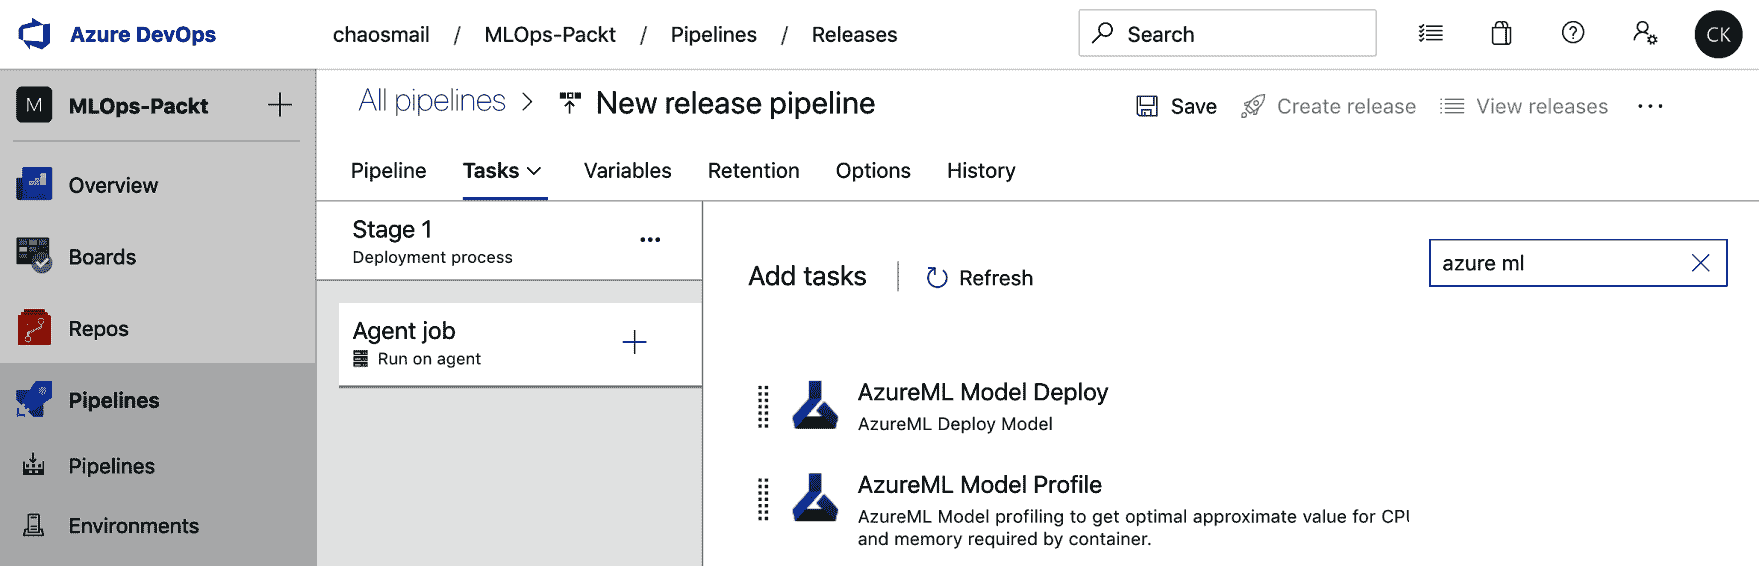 Azure DevOps chaosmail / MLOps-Packt / Pipelines / Releases Search CK
M MLOps-Packt
All pipelines > New release pipeline Save Create release View releases ...
Pipeline Tasks Variables Retention Options History
Overview
Boards
Repos
Pipelines
Pipelines
Environments
Stage 1 ...
Deployment process
Agent job
Run on agent
Add tasks Refresh azure ml
AzureML Model Deploy
AzureML Deploy Model
AzureML Model Profile
AzureML Model profiling to get optimal approximate value for CPU
and memory required by container.